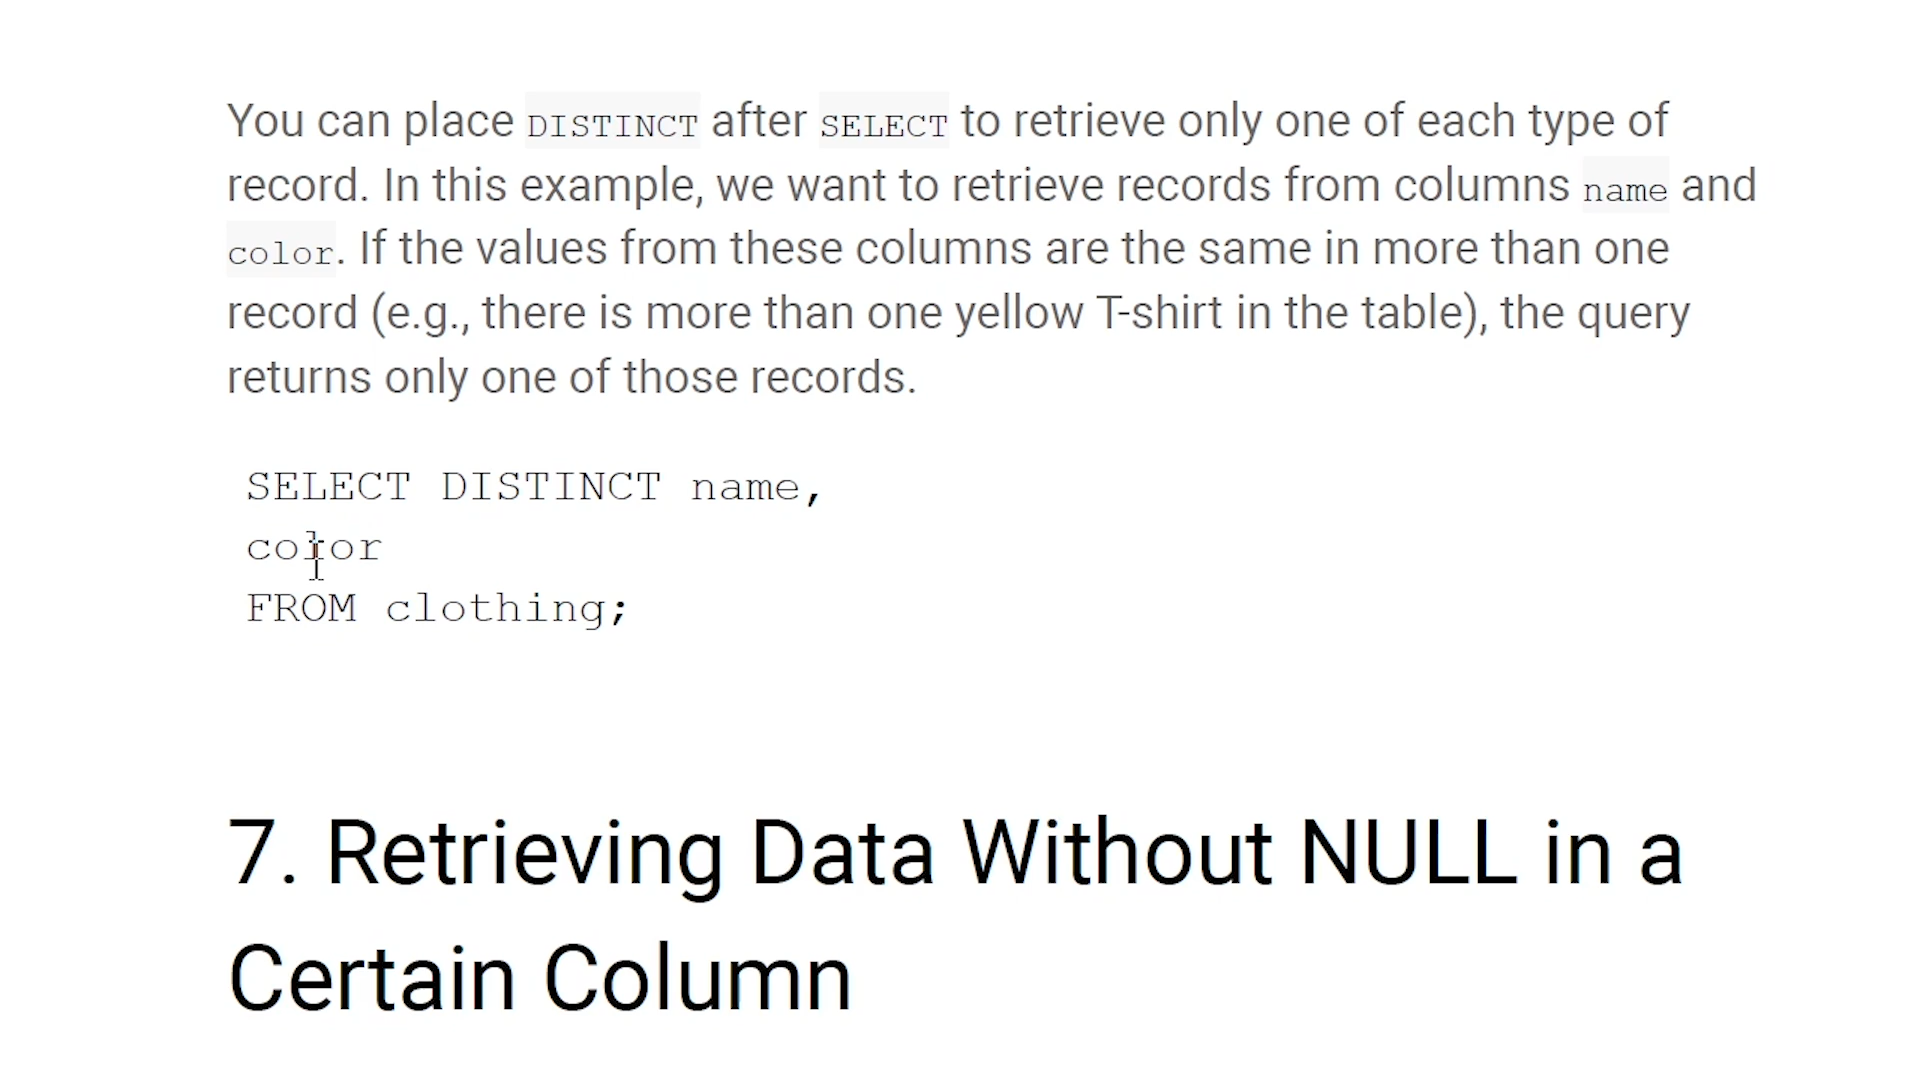 You can place DISTINCT after SELECT to retrieve only one of each type of
record. In this example, we want to retrieve records from columns name and
color. If the values from these columns are the same in more than one
record (e.g., there is more than one yellow T-shirt in the table), the query
returns only one of those records.
SELECT DISTINCT name,
color
FROM clothing;
7. Retrieving Data Without NULL in a
Certain Column